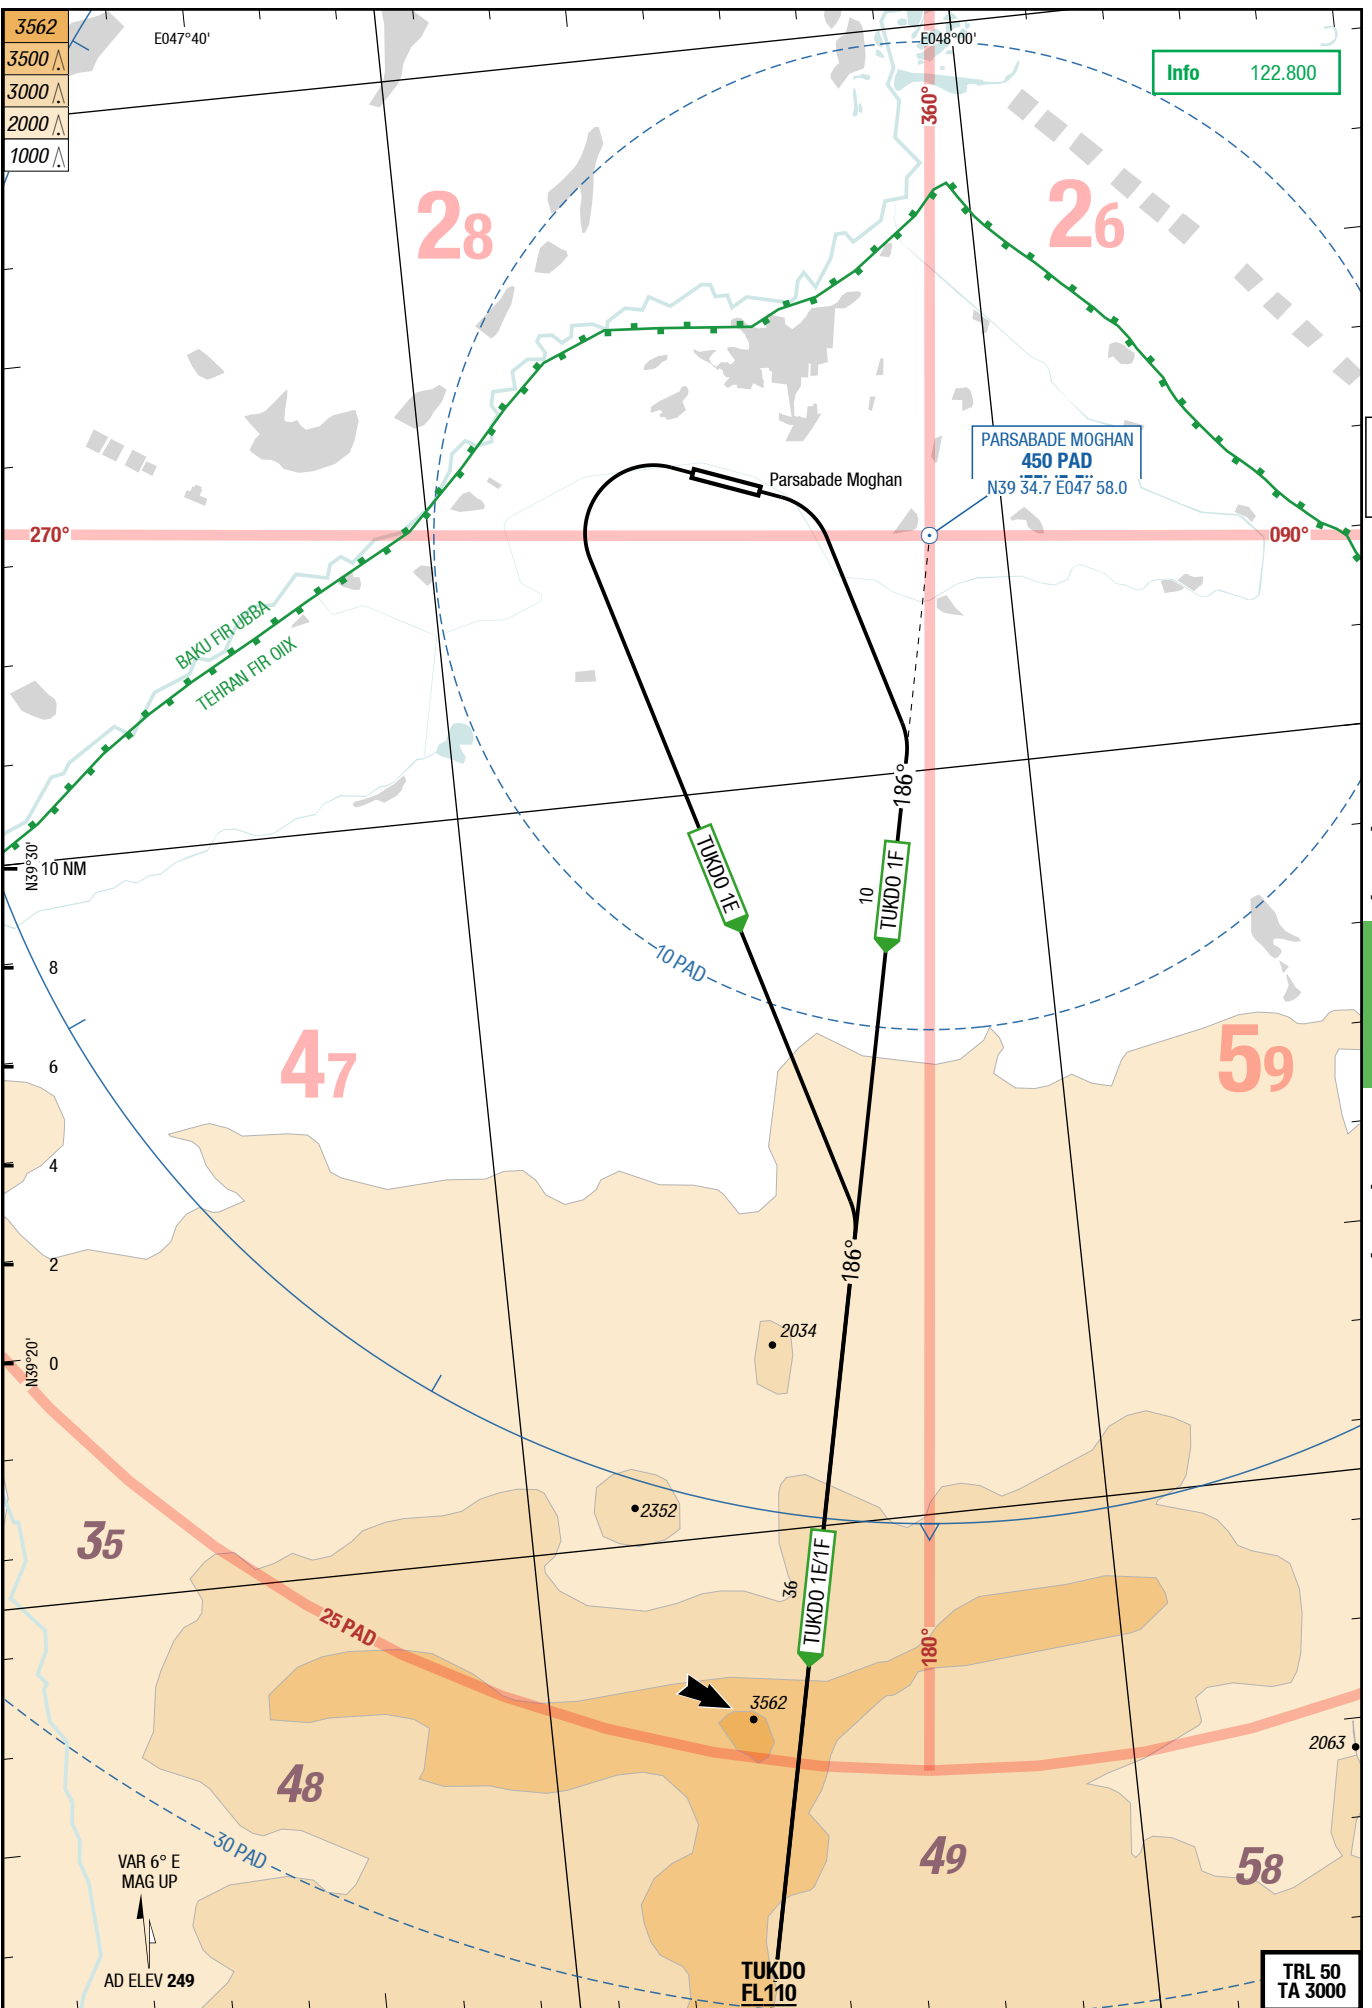 3562
3500
3000
2000
1000
E047°40'
E048°00'
Info 122.800
360°
28
26
PARSABADE MOGHAN
450 PAD
N39 34.7 E047 58.0
Parsabade Moghan
270°
090°
BAKU FIR UBBA
TEHRAN FIR OIIX
186°
TUKDO 1E
TUKDO 1F
10
N39°30'
10 NM
10 PAD
8
6
4
2
0
47
59
186°
2034
N39°20'
2352
35
TUKDO 1E/1F
36
25 PAD
180°
3562
2063
48
49
58
30 PAD
VAR 6° E
MAG UP
AD ELEV 249
TUKDO
FL110
TRL 50
TA 3000